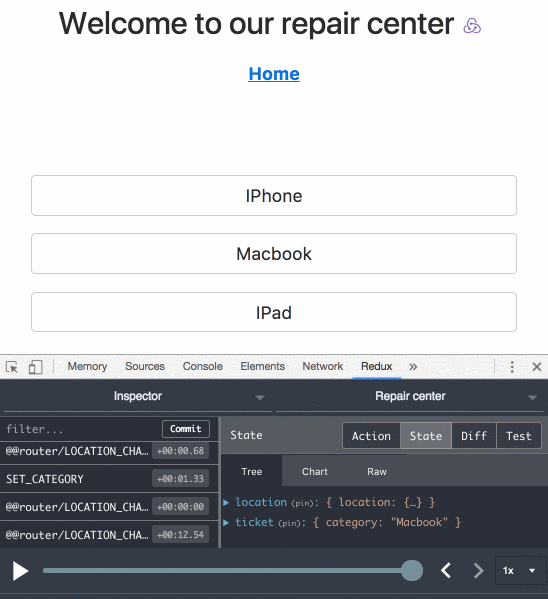 Welcome to our repair center
Home
IPhone
Macbook
IPad
Memory Sources Console Elements Network Redux »
Inspector Repair center
filter... Commit State Action State Diff Test
@@router/LOCATION_CHA… +00:00.68
Tree Chart Raw
SET_CATEGORY +00:01.33
@@router/LOCATION_CHA… +00:00:00
location (pin): { location: {…} }
ticket (pin): { category: "Macbook" }
@@router/LOCATION_CHA… +00:12.54
1x